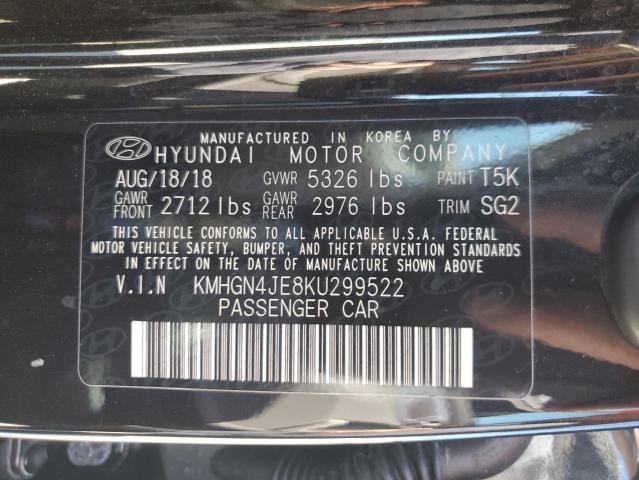 MANUFACTURED IN KOREA BY
HYUNDAI MOTOR COMPANY
AUG/18/18 GVWR 5326 lbs PAINT T5K
GAWR FRONT 2712 lbs GAWR REAR 2976 lbs TRIM SG2
THIS VEHICLE CONFORMS TO ALL APPLICABLE U.S.A. FEDERAL
MOTOR VEHICLE SAFETY, BUMPER, AND THEFT PREVENTION STANDARDS
IN EFFECT ON THE DATE OF MANUFACTURE SHOWN ABOVE.
V.I.N KMHGN4JE8KU299522
PASSENGER CAR